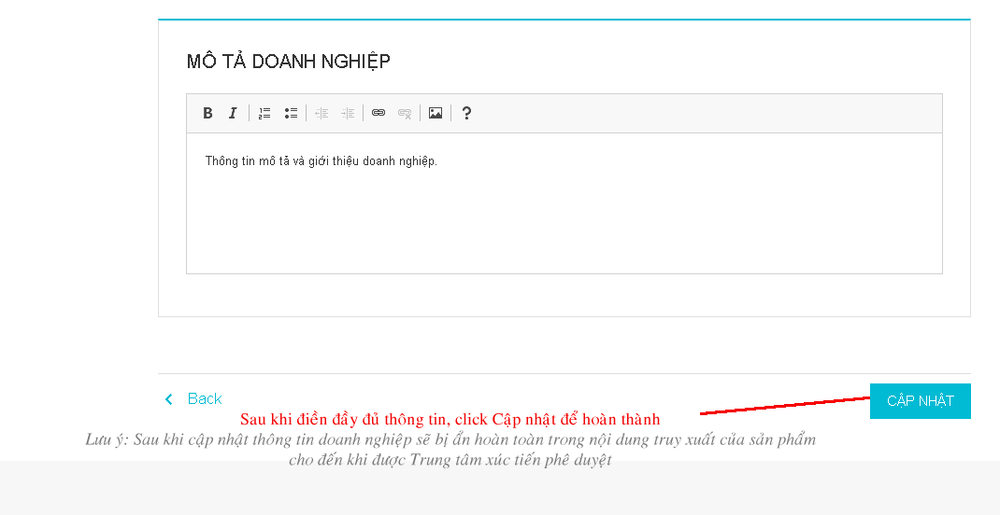 MÔ TẢ DOANH NGHIỆP
B I ?
Thông tin mô tả và giới thiệu doanh nghiệp.
Back
CẬP NHẬT
Sau khi điền đầy đủ thông tin, click Cập nhật để hoàn thành
Lưu ý: Sau khi cập nhật thông tin doanh nghiệp sẽ bị ẩn hoàn toàn trong nội dung truy xuất của sản phẩm
cho đến khi được Trung tâm xúc tiến phê duyệt